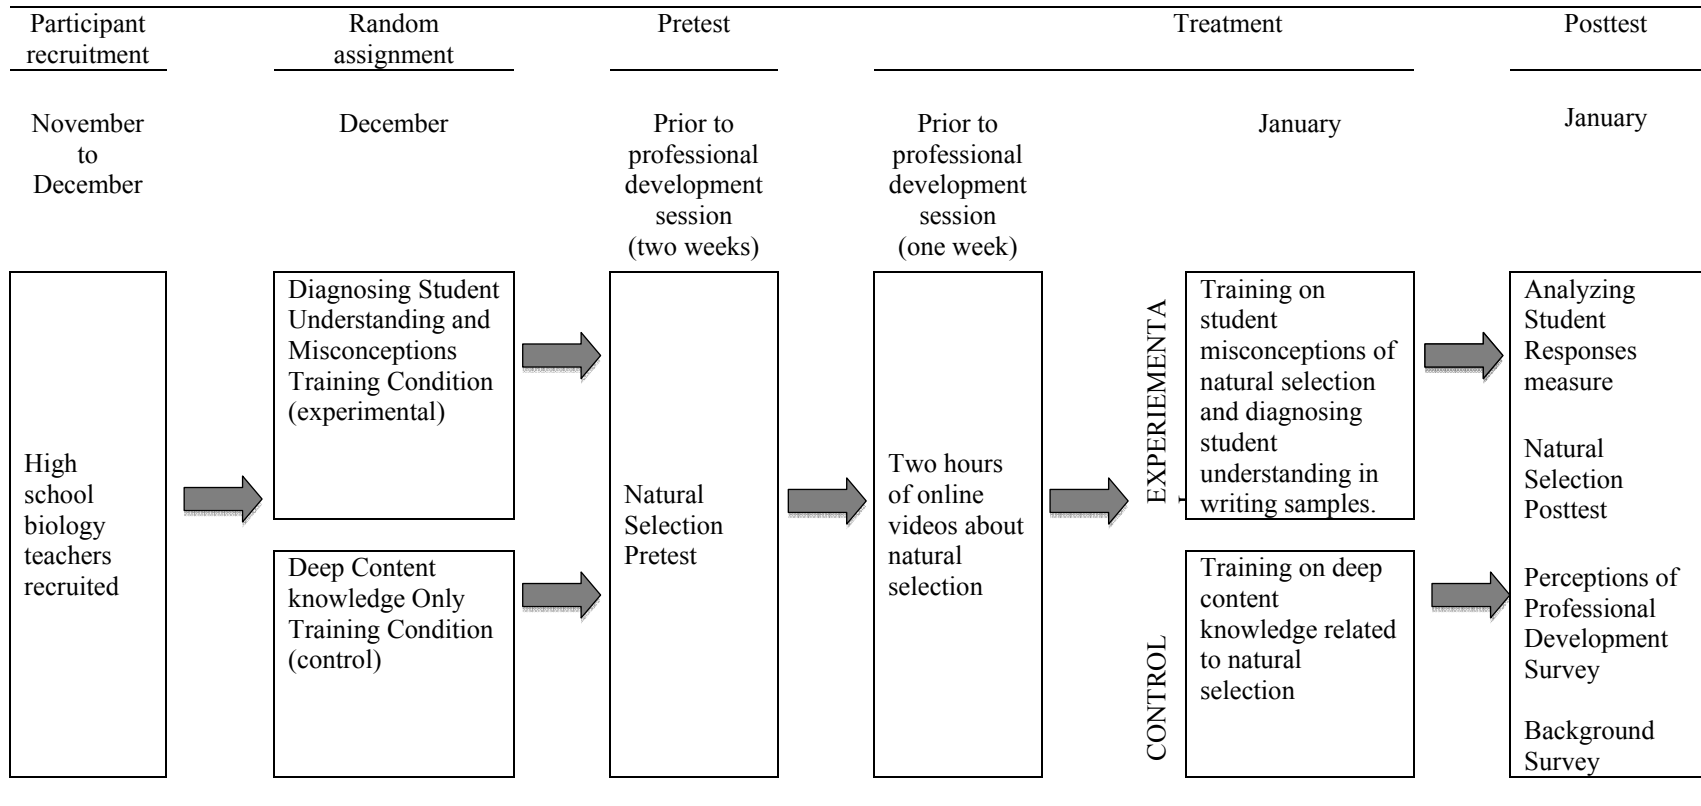 Participant
recruitment
Random
assignment
Pretest
Treatment
Posttest
November
to
December
December
Prior to
professional
development
session
(two weeks)
Prior to
professional
development
session
(one week)
January
January
High
school
biology
teachers
recruited
Diagnosing Student
Understanding and
Misconceptions
Training Condition
(experimental)
Deep Content
knowledge Only
Training Condition
(control)
Natural
Selection
Pretest
Two hours
of online
videos about
natural
selection
EXPERIEMENTA
Training on
student
misconceptions of
natural selection
and diagnosing
student
understanding in
writing samples.
CONTROL
Training on deep
content
knowledge related
to natural
selection
Analyzing
Student
Responses
measure
Natural
Selection
Posttest
Perceptions of
Professional
Development
Survey
Background
Survey